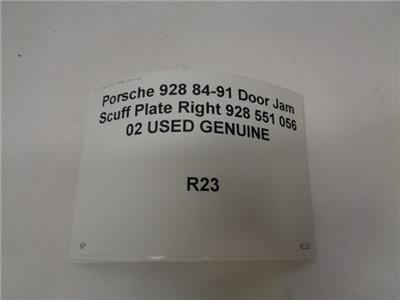 Porsche 928 84-91 Door Jam
Scuff Plate Right 928 551 056
02 USED GENUINE
R23